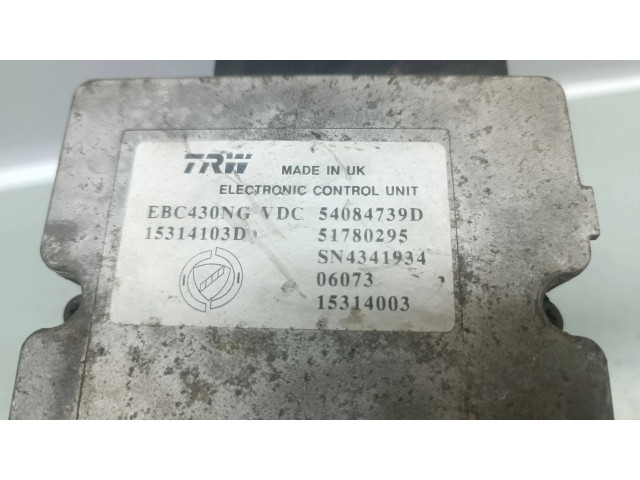 TRW MADE IN UK
ELECTRONIC CONTROL UNIT
EBC430NG VDC 54084739D
15314103D 51780295
SN4341934
06073
15314003